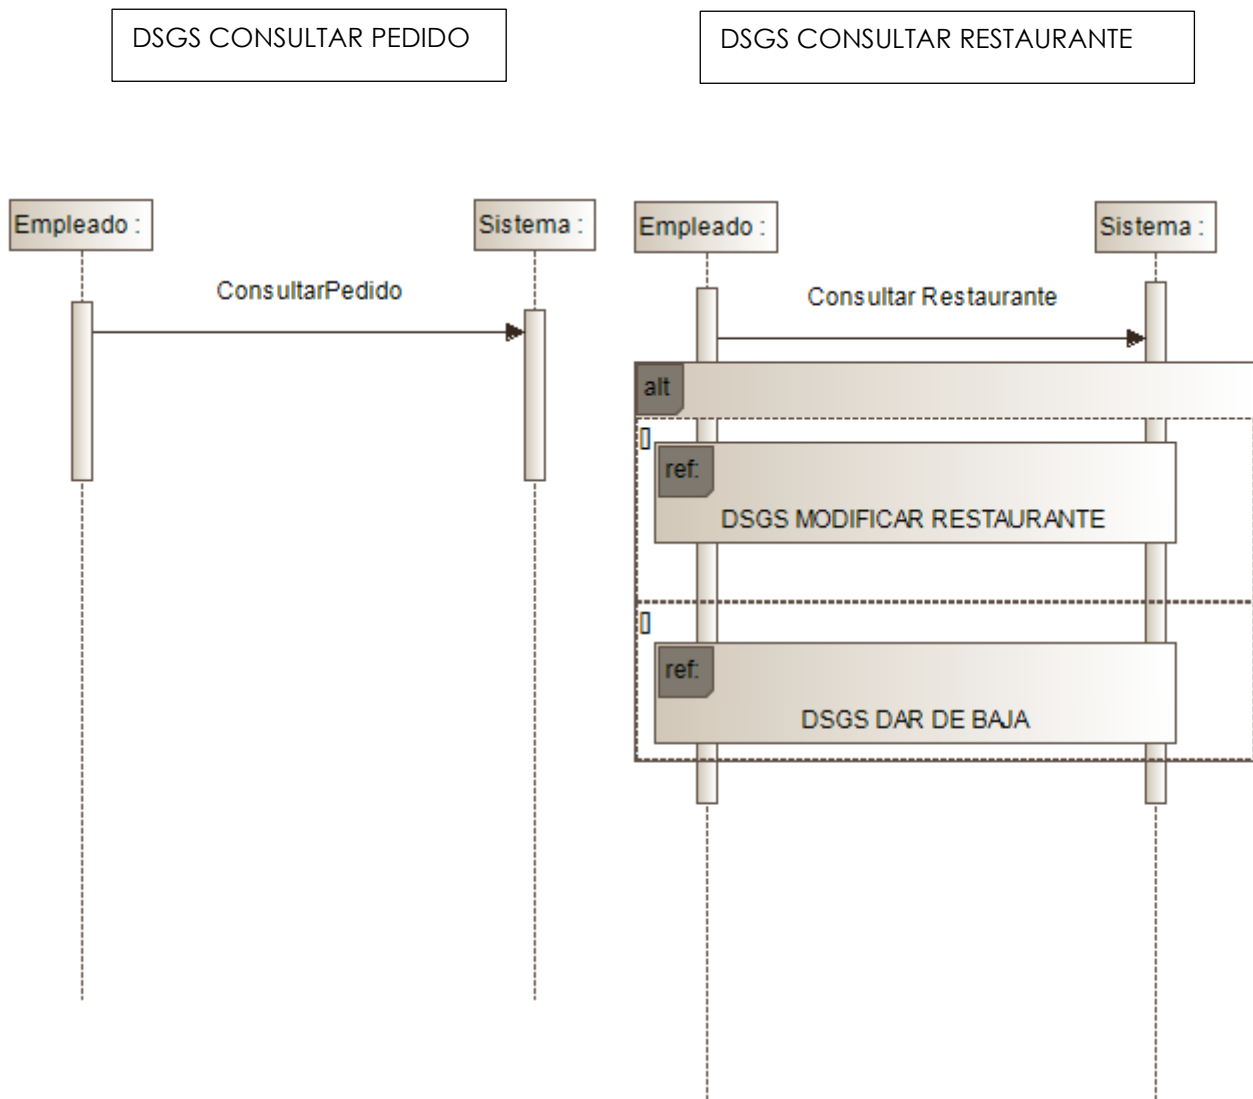 DSGS CONSULTAR PEDIDO
DSGS CONSULTAR RESTAURANTE
Empleado :
Sistema :
ConsultarPedido
Empleado :
Sistema :
Consultar Restaurante
alt
[]
ref:
DSGS MODIFICAR RESTAURANTE
[]
ref:
DSGS DAR DE BAJA